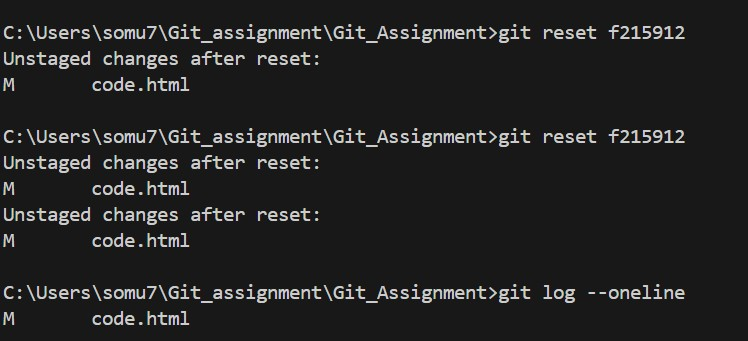 C:\Users\somu7\Git_assignment\Git_Assignment>git reset f215912
Unstaged changes after reset:
M       code.html
C:\Users\somu7\Git_assignment\Git_Assignment>git reset f215912
Unstaged changes after reset:
M       code.html
Unstaged changes after reset:
M       code.html
C:\Users\somu7\Git_assignment\Git_Assignment>git log --oneline
M       code.html